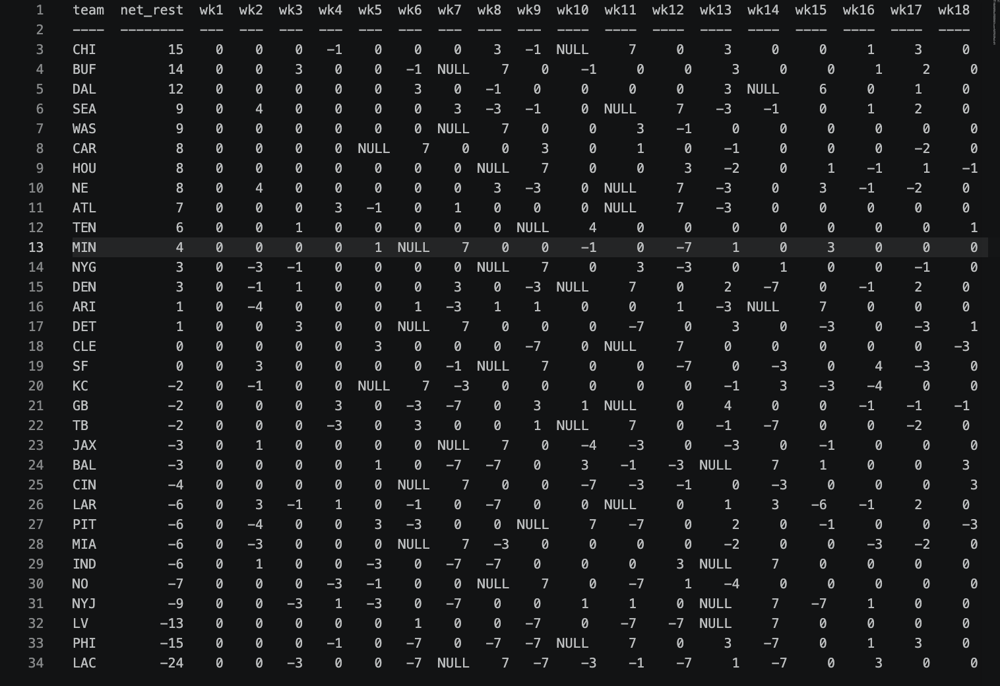 1 team net_rest wk1 wk2 wk3 wk4 wk5 wk6 wk7 wk8 wk9 wk10 wk11 wk12 wk13 wk14 wk15 wk16 wk17 wk18
2 ---- -------- --- --- --- --- --- --- --- --- --- ---- ---- ---- ---- ---- ---- ---- ---- ----
3 CHI 15 0 0 0 -1 0 0 0 3 -1 NULL 7 0 3 0 0 1 3 0
4 BUF 14 0 0 3 0 0 -1 NULL 7 0 -1 0 0 3 0 0 1 2 0
5 DAL 12 0 0 0 0 0 3 0 -1 0 0 0 0 3 NULL 6 0 1 0
6 SEA 9 0 4 0 0 0 0 3 -3 -1 0 NULL 7 -3 -1 0 1 2 0
7 WAS 9 0 0 0 0 0 0 NULL 7 0 0 3 -1 0 0 0 0 0 0
8 CAR 8 0 0 0 0 NULL 7 0 0 3 0 1 0 -1 0 0 0 -2 0
9 HOU 8 0 0 0 0 0 0 0 NULL 7 0 0 3 -2 0 1 -1 1 -1
10 NE 8 0 4 0 0 0 0 0 3 -3 0 NULL 7 -3 0 3 -1 -2 0
11 ATL 7 0 0 0 3 -1 0 1 0 0 0 NULL 7 -3 0 0 0 0 0
12 TEN 6 0 0 1 0 0 0 0 0 NULL 4 0 0 0 0 0 0 0 1
13 MIN 4 0 0 0 0 1 NULL 7 0 0 -1 0 -7 1 0 3 0 0 0
14 NYG 3 0 -3 -1 0 0 0 0 NULL 7 0 3 -3 0 1 0 0 -1 0
15 DEN 3 0 -1 1 0 0 0 3 0 -3 NULL 7 0 2 -7 0 -1 2 0
16 ARI 1 0 -4 0 0 0 1 -3 1 1 0 0 1 -3 NULL 7 0 0 0
17 DET 1 0 0 3 0 0 NULL 7 0 0 0 -7 0 3 0 -3 0 -3 1
18 CLE 0 0 0 0 0 3 0 0 0 -7 0 NULL 7 0 0 0 0 0 -3
19 SF 0 0 3 0 0 0 0 -1 NULL 7 0 0 -7 0 -3 0 4 -3 0
20 KC -2 0 -1 0 0 NULL 7 -3 0 0 0 0 0 -1 3 -3 -4 0 0
21 GB -2 0 0 0 3 0 -3 -7 0 3 1 NULL 0 4 0 0 -1 -1 -1
22 TB -2 0 0 0 -3 0 3 0 0 1 NULL 7 0 -1 -7 0 0 -2 0
23 JAX -3 0 1 0 0 0 0 NULL 7 0 -4 -3 0 -3 0 -1 0 0 0
24 BAL -3 0 0 0 0 1 0 -7 -7 0 3 -1 -3 NULL 7 1 0 0 3
25 CIN -4 0 0 0 0 0 NULL 7 0 0 -7 -3 -1 0 -3 0 0 0 3
26 LAR -6 0 3 -1 1 0 -1 0 -7 0 0 NULL 0 1 3 -6 -1 2 0
27 PIT -6 0 -4 0 0 3 -3 0 0 NULL 7 -7 0 2 0 -1 0 0 -3
28 MIA -6 0 -3 0 0 0 NULL 7 -3 0 0 0 0 -2 0 0 -3 -2 0
29 IND -6 0 1 0 0 -3 0 -7 -7 0 0 0 3 NULL 7 0 0 0 0
30 NO -7 0 0 0 -3 -1 0 0 NULL 7 0 -7 1 -4 0 0 0 0 0
31 NYJ -9 0 0 -3 1 -3 0 -7 0 0 1 1 0 NULL 7 -7 1 0 0
32 LV -13 0 0 0 0 0 1 0 0 -7 0 -7 -7 NULL 7 0 0 0 0
33 PHI -15 0 0 0 -1 0 -7 0 -7 -7 NULL 7 0 3 -7 0 1 3 0
34 LAC -24 0 0 -3 0 0 -7 NULL 7 -7 -3 -1 -7 1 -7 0 3 0 0